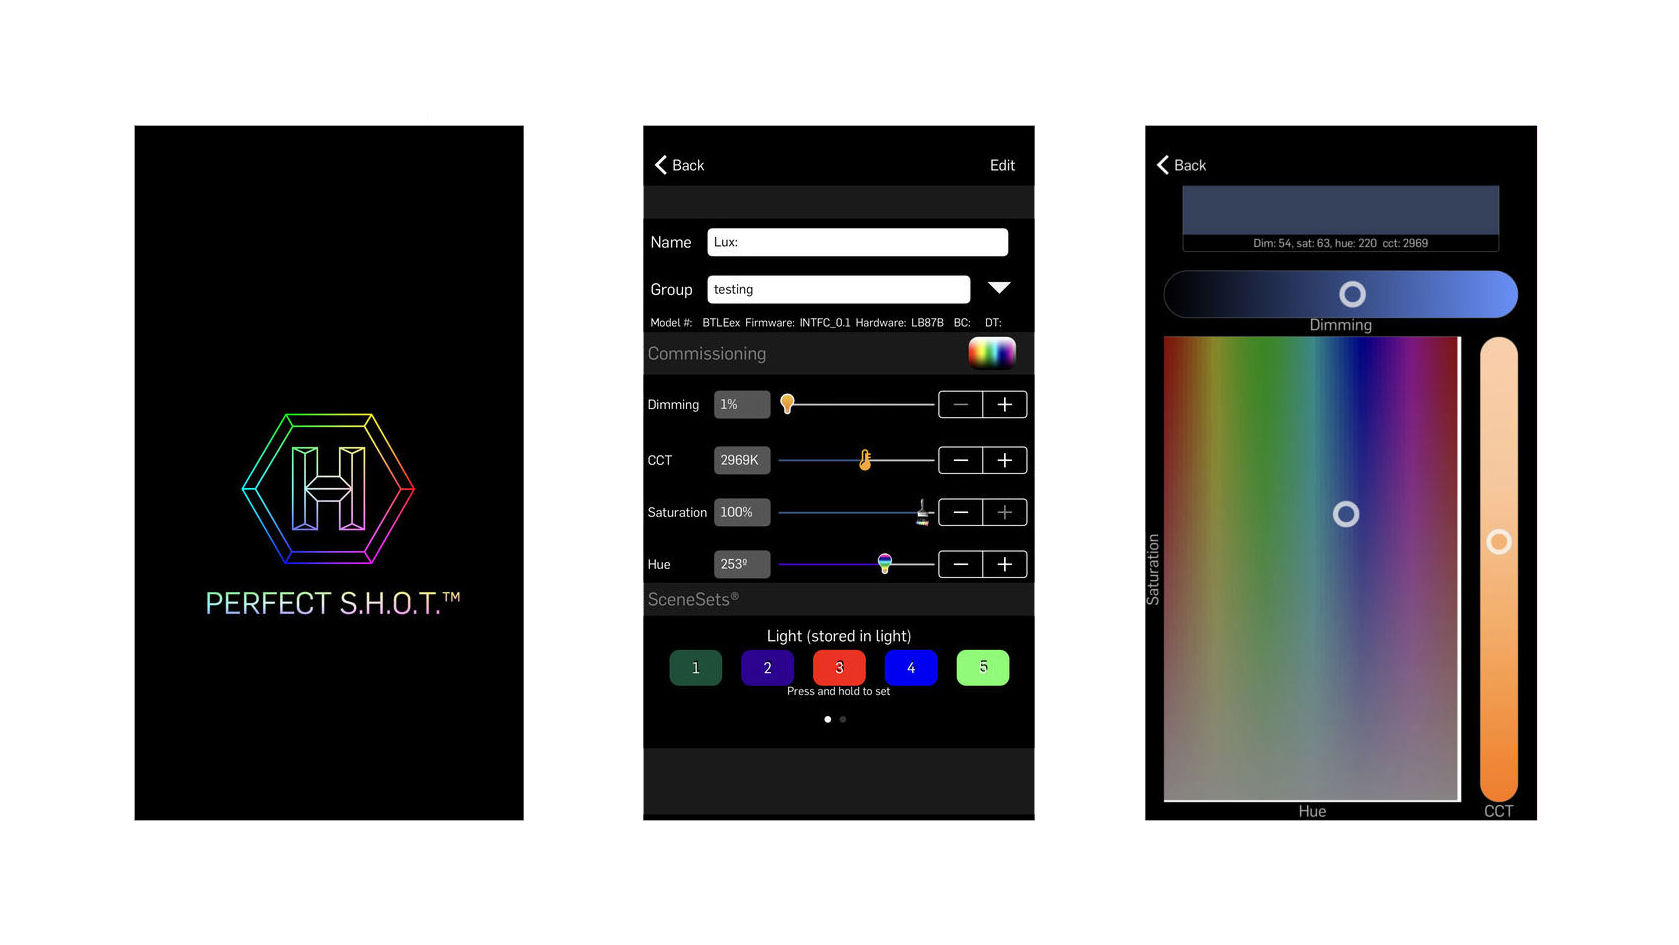 H
PERFECT S.H.O.T.™
Back Edit
Name Lux:
Group testing
Model #: BTLEex Firmware: INTFC_0.1 Hardware: LB87B BC: DT:
Commissioning
Dimming 1% − +
CCT 2969K − +
Saturation 100% − +
Hue 253º − +
SceneSets®
Light (stored in light)
1 2 3 4 5
Press and hold to set
Back
Dim: 54, sat: 63, hue: 220 cct: 2969
Dimming
Saturation
Hue CCT